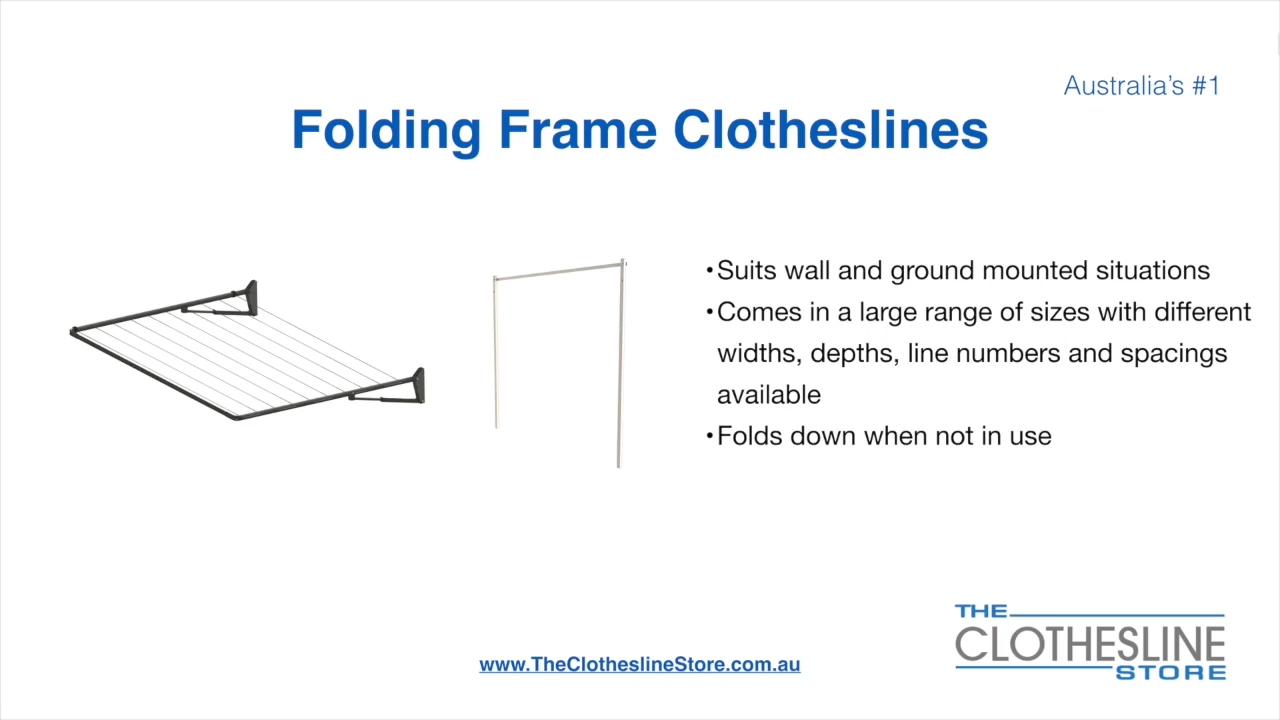 Australia's #1
Folding Frame Clotheslines
•Suits wall and ground mounted situations
•Comes in a large range of sizes with different
widths, depths, line numbers and spacings
available
•Folds down when not in use
www.TheClotheslineStore.com.au
THE
CLOTHESLINE
STORE